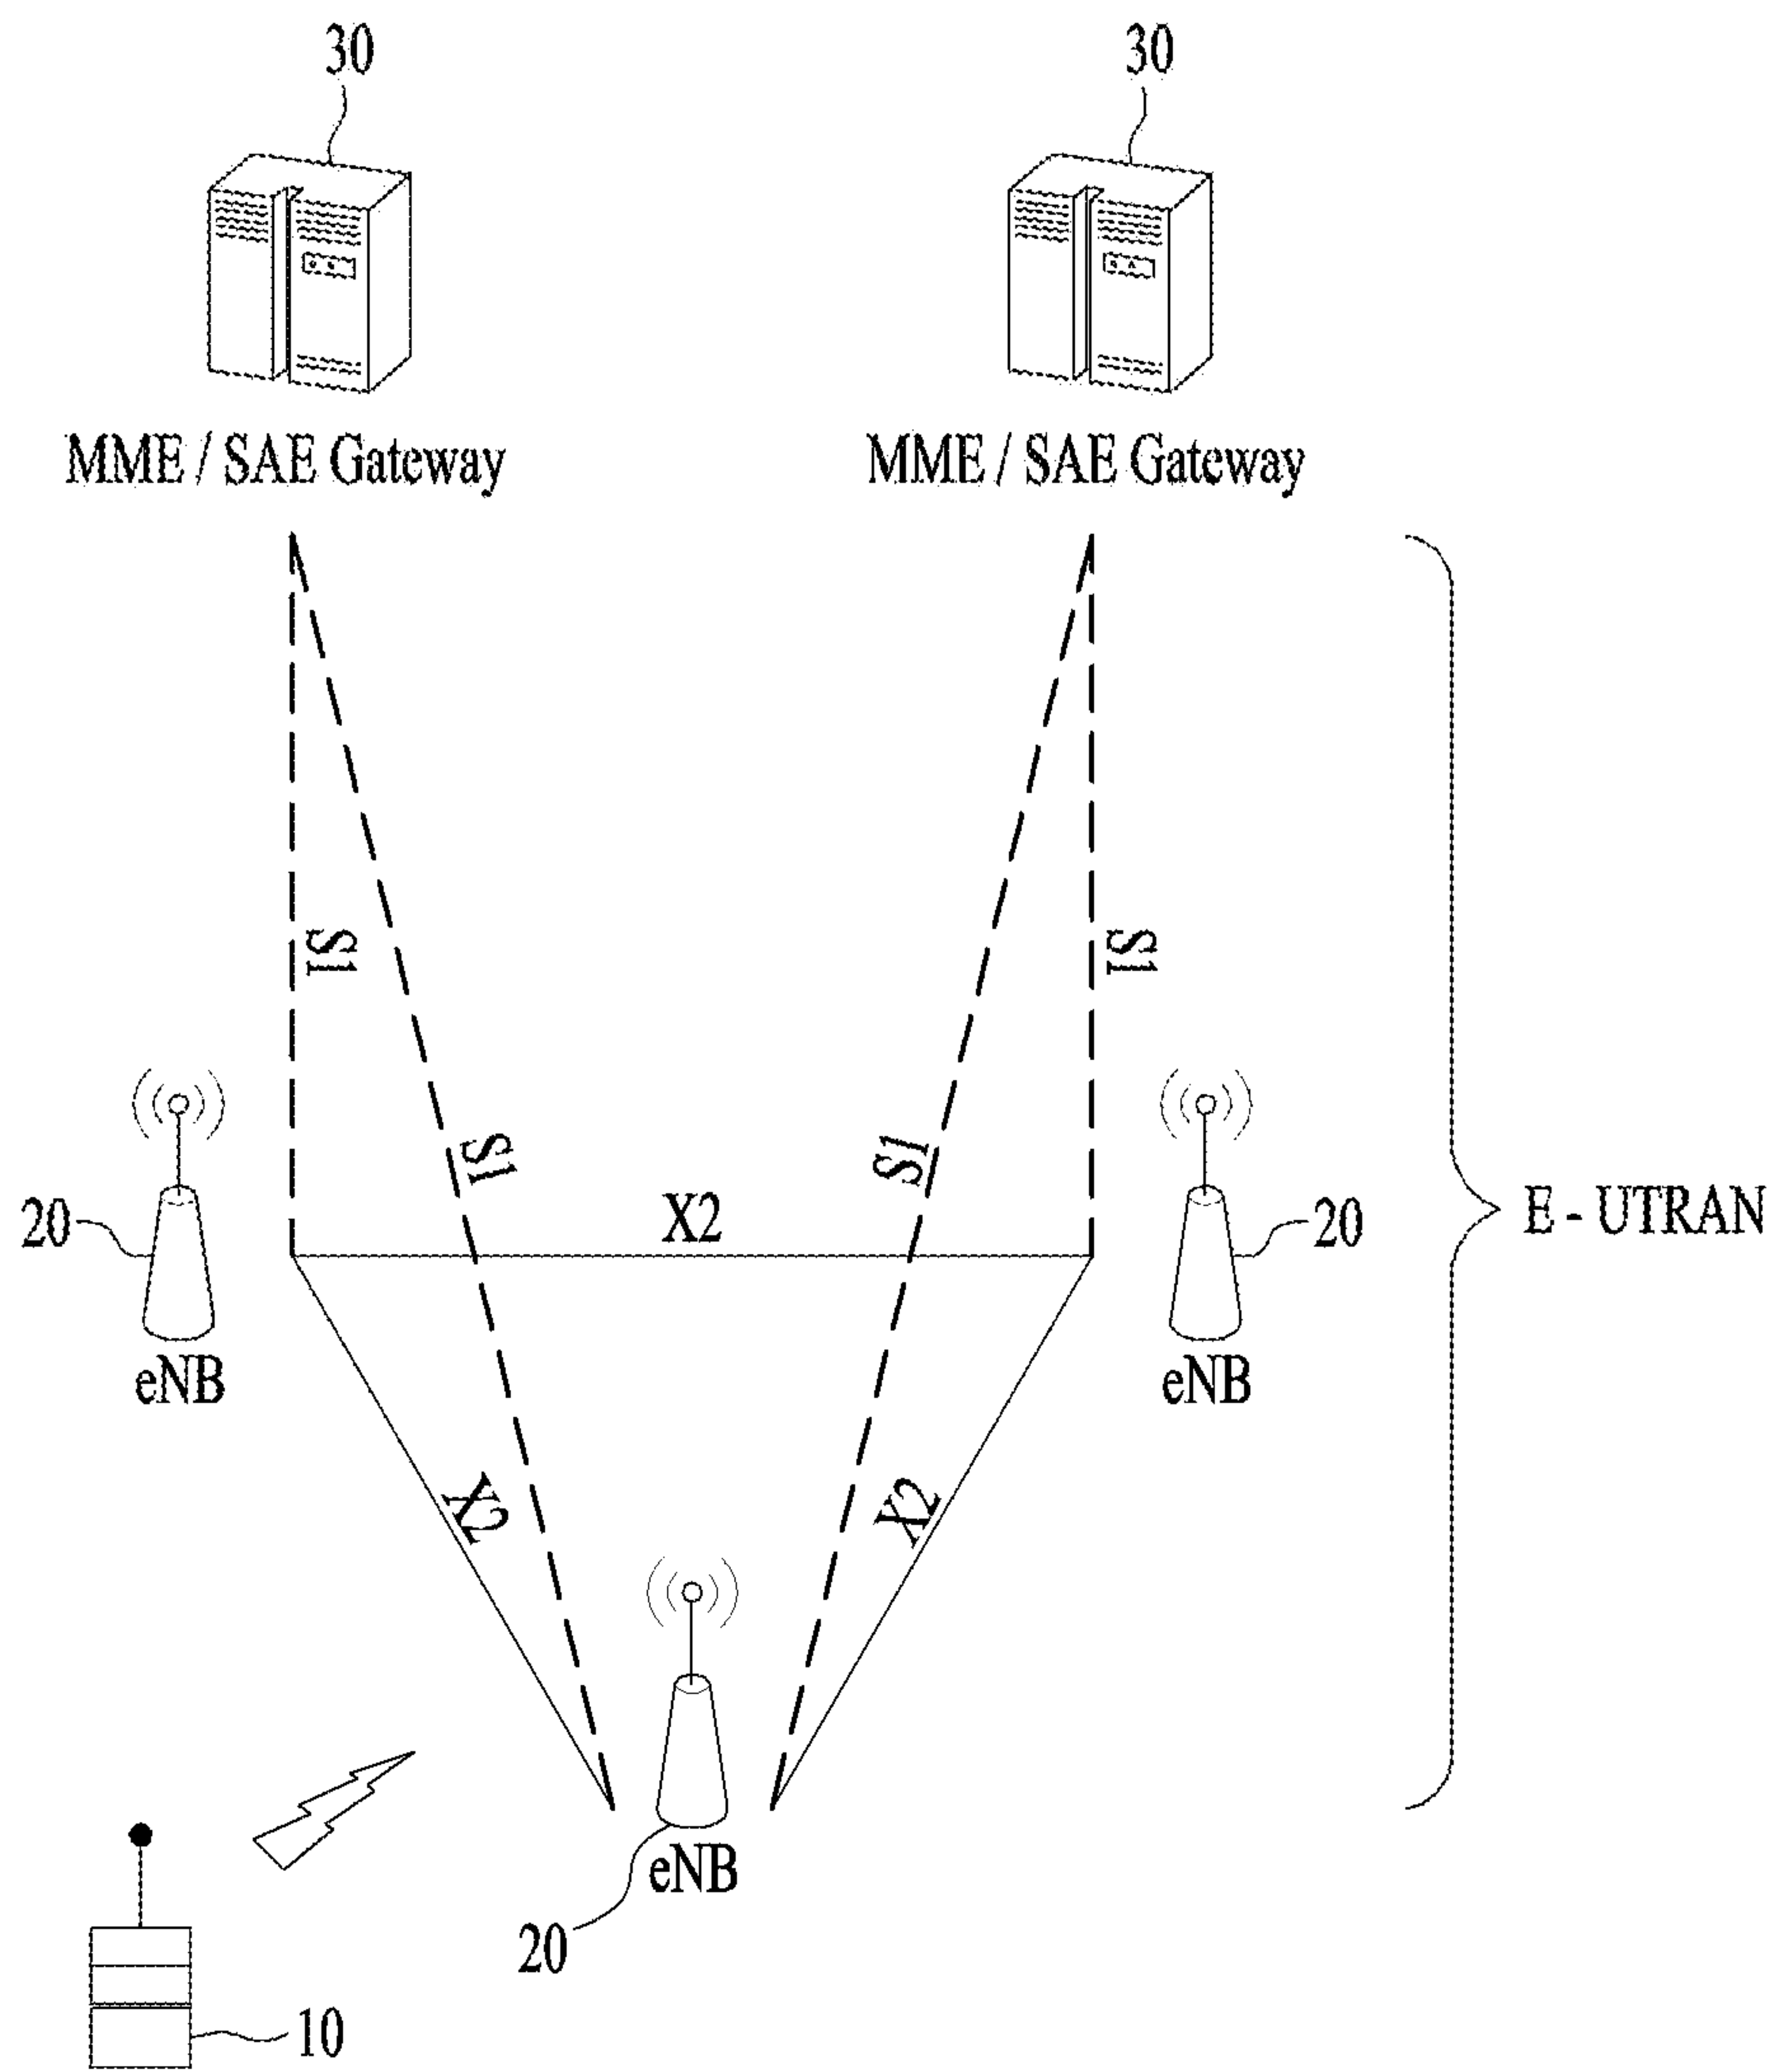 30
30
MME / SAE Gateway
MME / SAE Gateway
S1
S1
S1
S1
X2
20
20
E - UTRAN
eNB
eNB
X2
X2
eNB
20
10